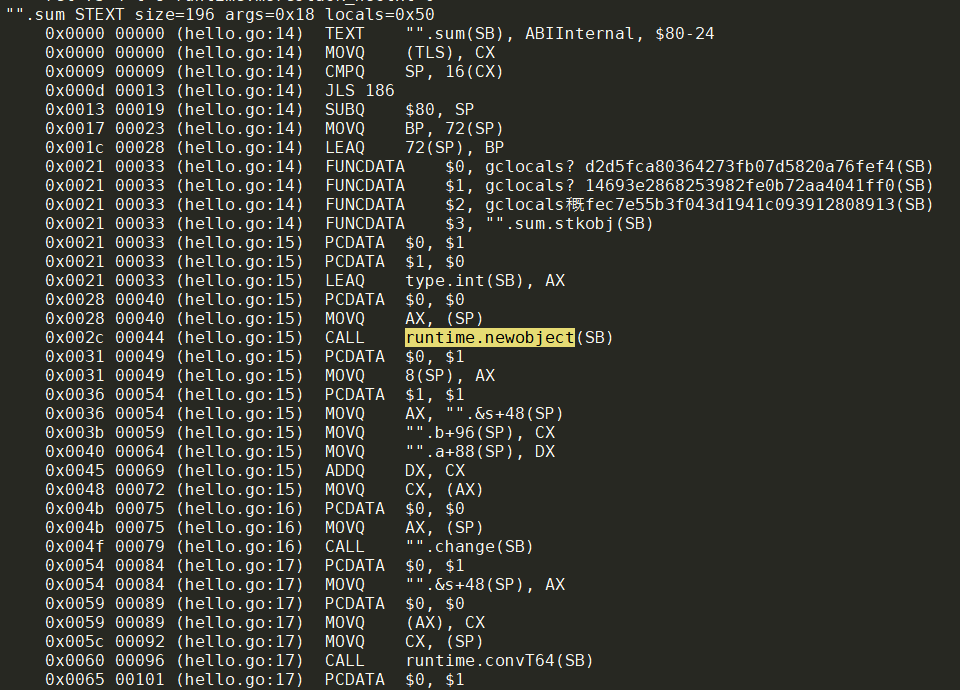 "".sum STEXT size=196 args=0x18 locals=0x50
0x0000 00000 (hello.go:14) TEXT "".sum(SB), ABIInternal, $80-24
0x0000 00000 (hello.go:14) MOVQ (TLS), CX
0x0009 00009 (hello.go:14) CMPQ SP, 16(CX)
0x000d 00013 (hello.go:14) JLS 186
0x0013 00019 (hello.go:14) SUBQ $80, SP
0x0017 00023 (hello.go:14) MOVQ BP, 72(SP)
0x001c 00028 (hello.go:14) LEAQ 72(SP), BP
0x0021 00033 (hello.go:14) FUNCDATA $0, gclocals? d2d5fca80364273fb07d5820a76fef4(SB)
0x0021 00033 (hello.go:14) FUNCDATA $1, gclocals? 14693e2868253982fe0b72aa4041ff0(SB)
0x0021 00033 (hello.go:14) FUNCDATA $2, gclocals穊fec7e55b3f043d1941c093912808913(SB)
0x0021 00033 (hello.go:14) FUNCDATA $3, "".sum.stkobj(SB)
0x0021 00033 (hello.go:15) PCDATA $0, $1
0x0021 00033 (hello.go:15) PCDATA $1, $0
0x0021 00033 (hello.go:15) LEAQ type.int(SB), AX
0x0028 00040 (hello.go:15) PCDATA $0, $0
0x0028 00040 (hello.go:15) MOVQ AX, (SP)
0x002c 00044 (hello.go:15) CALL runtime.newobject(SB)
0x0031 00049 (hello.go:15) PCDATA $0, $1
0x0031 00049 (hello.go:15) MOVQ 8(SP), AX
0x0036 00054 (hello.go:15) PCDATA $1, $1
0x0036 00054 (hello.go:15) MOVQ AX, "".&s+48(SP)
0x003b 00059 (hello.go:15) MOVQ "".b+96(SP), CX
0x0040 00064 (hello.go:15) MOVQ "".a+88(SP), DX
0x0045 00069 (hello.go:15) ADDQ DX, CX
0x0048 00072 (hello.go:15) MOVQ CX, (AX)
0x004b 00075 (hello.go:16) PCDATA $0, $0
0x004b 00075 (hello.go:16) MOVQ AX, (SP)
0x004f 00079 (hello.go:16) CALL "".change(SB)
0x0054 00084 (hello.go:17) PCDATA $0, $1
0x0054 00084 (hello.go:17) MOVQ "".&s+48(SP), AX
0x0059 00089 (hello.go:17) PCDATA $0, $0
0x0059 00089 (hello.go:17) MOVQ (AX), CX
0x005c 00092 (hello.go:17) MOVQ CX, (SP)
0x0060 00096 (hello.go:17) CALL runtime.convT64(SB)
0x0065 00101 (hello.go:17) PCDATA $0, $1